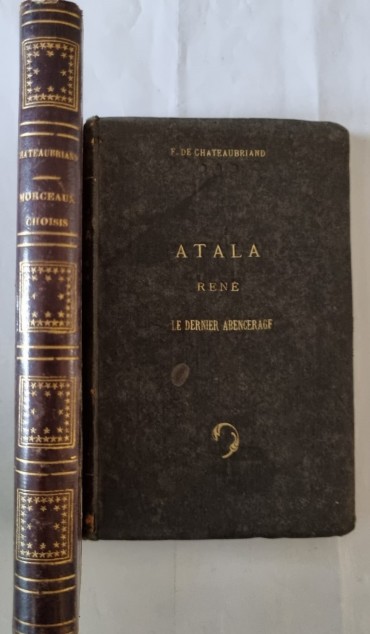 CHATEAUBRIAND
MORCEAUX
CHOISIS
F. DE CHATEAUBRIAND
ATALA
RENÉ
LE DERNIER ABENCERAGE